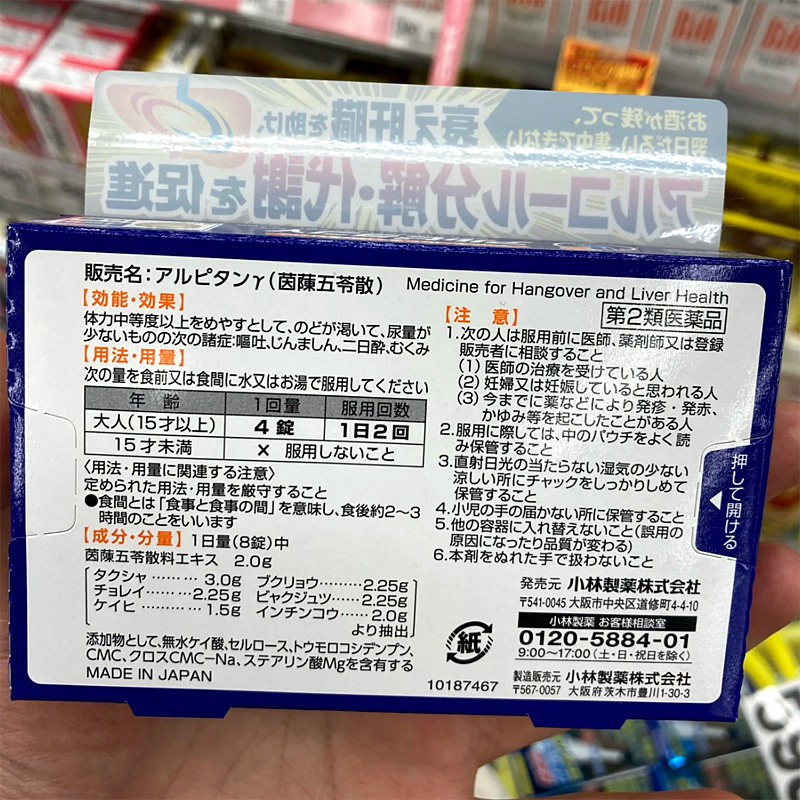 お酒が残って、
翌日だるい、集中できない
衰え肝臓を助け、
アルコール分解・代謝を促進
販売名：アルピタンγ（茵蔯五苓散）
Medicine for Hangover and Liver Health
【効能・効果】
体力中等度以上をめやすとして、のどが渇いて、尿量が
少ないものの次の諸症：嘔吐、じんましん、二日酔、むくみ
【用法・用量】
次の量を食前又は食間に水又はお湯で服用してください
年齢 1回量 服用回数
大人（15才以上） 4錠 1日2回
15才未満 × 服用しないこと
〈用法・用量に関連する注意〉
定められた用法・用量を厳守すること
●食間とは「食事と食事の間」を意味し、食後約2～3
時間のことをいいます
【成分・分量】 1日量（8錠）中
茵蔯五苓散料エキス 2.0g
タクシャ………3.0g ブクリョウ………2.25g
チョレイ………2.25g ビャクジュツ……2.25g
ケイヒ…………1.5g インチンコウ……2.0g
より抽出
添加物として、無水ケイ酸、セルロース、トウモロコシデンプン、
CMC、クロスCMC-Na、ステアリン酸Mgを含有する
MADE IN JAPAN
【注意】
第2類医薬品
1.次の人は服用前に医師、薬剤師又は登録
販売者に相談すること
（1）医師の治療を受けている人
（2）妊婦又は妊娠していると思われる人
（3）今までに薬などにより発疹・発赤、
かゆみ等を起こしたことがある人
2.服用に際しては、中のパウチをよく読
み保管すること
3.直射日光の当たらない湿気の少ない
涼しい所にチャックをしっかりしめて
保管すること
4.小児の手の届かない所に保管すること
5.他の容器に入れ替えないこと（誤用の
原因になったり品質が変わる）
6.本剤をぬれた手で扱わないこと
発売元 小林製薬株式会社
〒541-0045 大阪市中央区道修町4-4-10
小林製薬 お客様相談室
0120-5884-01
9:00～17:00（土・日・祝日を除く）
製造販売元 小林製薬株式会社
〒567-0057 大阪府茨木市豊川1-30-3
紙
10187467
押して開ける